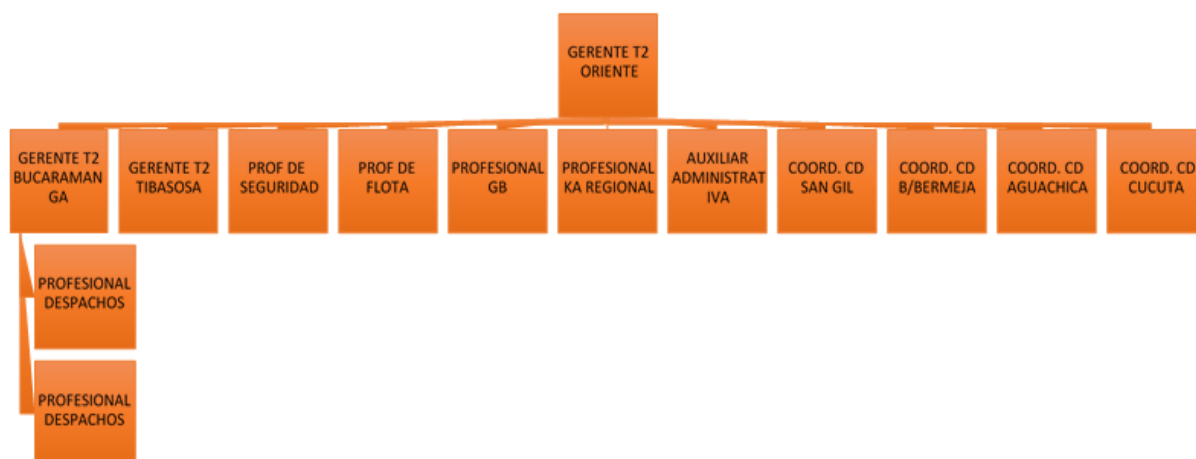 GERENTE T2
ORIENTE
GERENTE T2
BUCARAMAN
GA
GERENTE T2
TIBASOSA
PROF DE
SEGURIDAD
PROF DE
FLOTA
PROFESIONAL
GB
PROFESIONAL
KA REGIONAL
AUXILIAR
ADMINISTRAT
IVA
COORD. CD
SAN GIL
COORD. CD
B/BERMEJA
COORD. CD
AGUACHICA
COORD. CD
CUCUTA
PROFESIONAL
DESPACHOS
PROFESIONAL
DESPACHOS